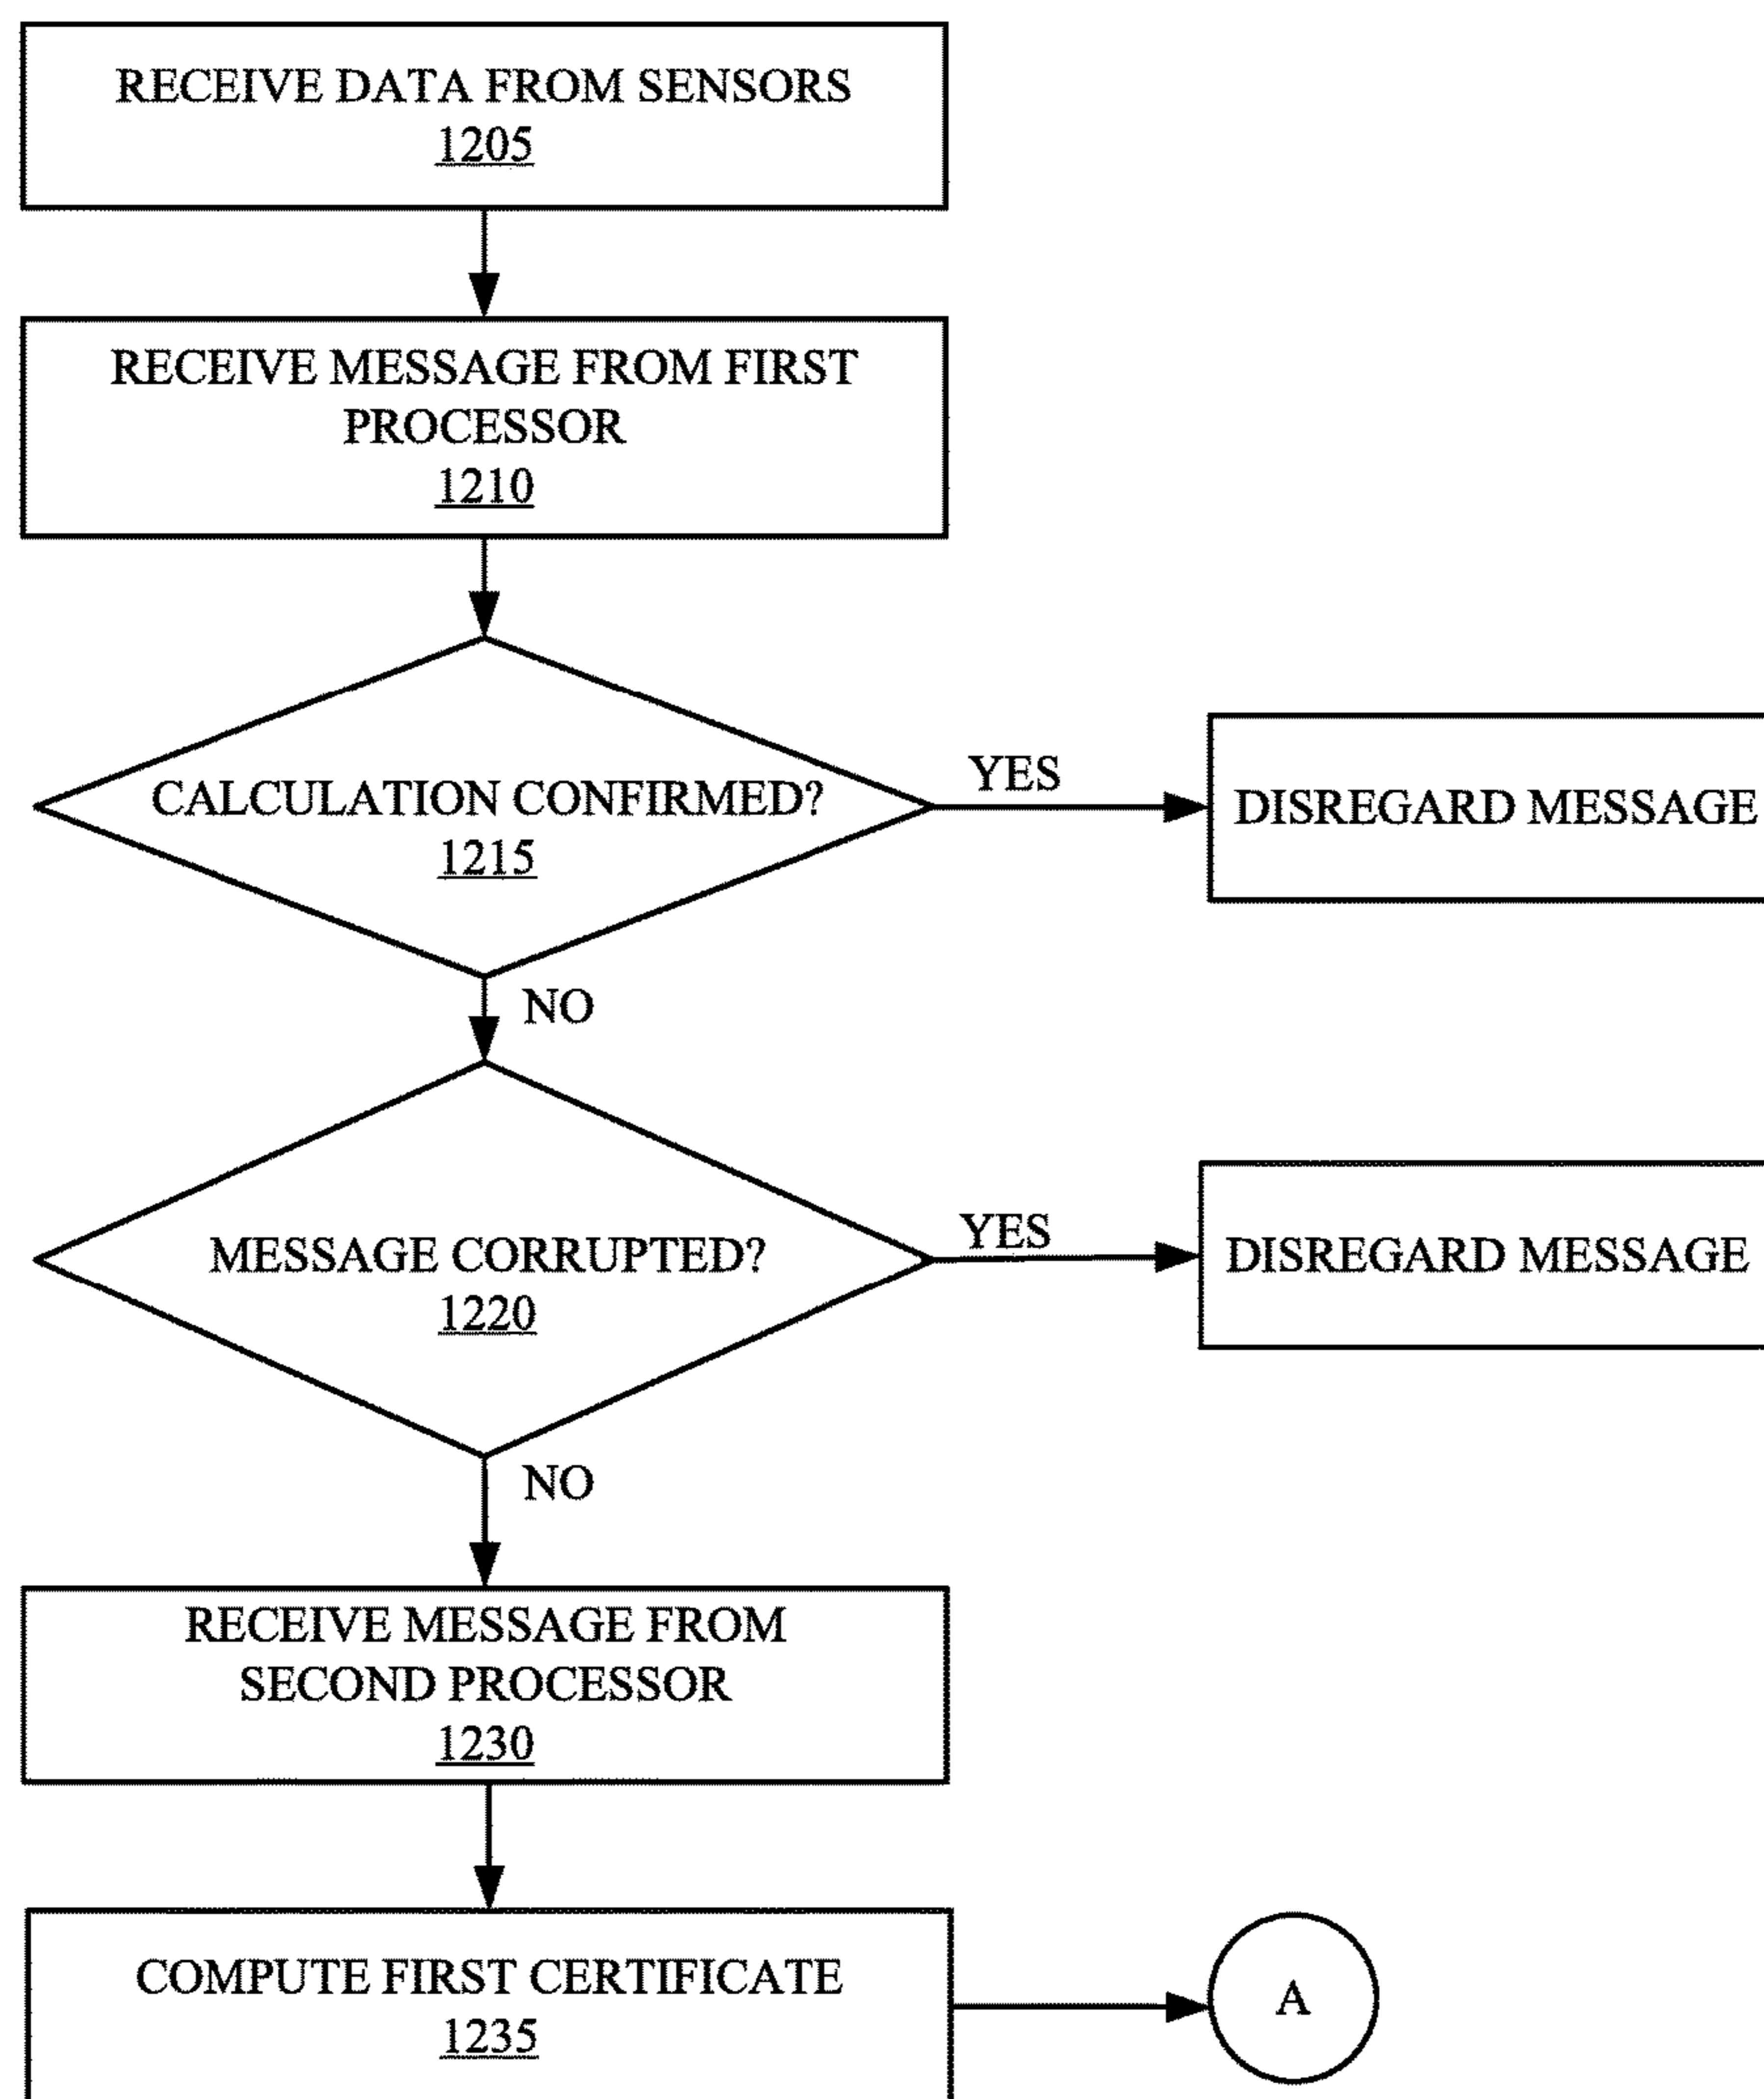 RECEIVE DATA FROM SENSORS
1205
RECEIVE MESSAGE FROM FIRST
PROCESSOR
1210
CALCULATION CONFIRMED?
1215
YES
DISREGARD MESSAGE
NO
MESSAGE CORRUPTED?
1220
YES
DISREGARD MESSAGE
NO
RECEIVE MESSAGE FROM
SECOND PROCESSOR
1230
COMPUTE FIRST CERTIFICATE
1235
A